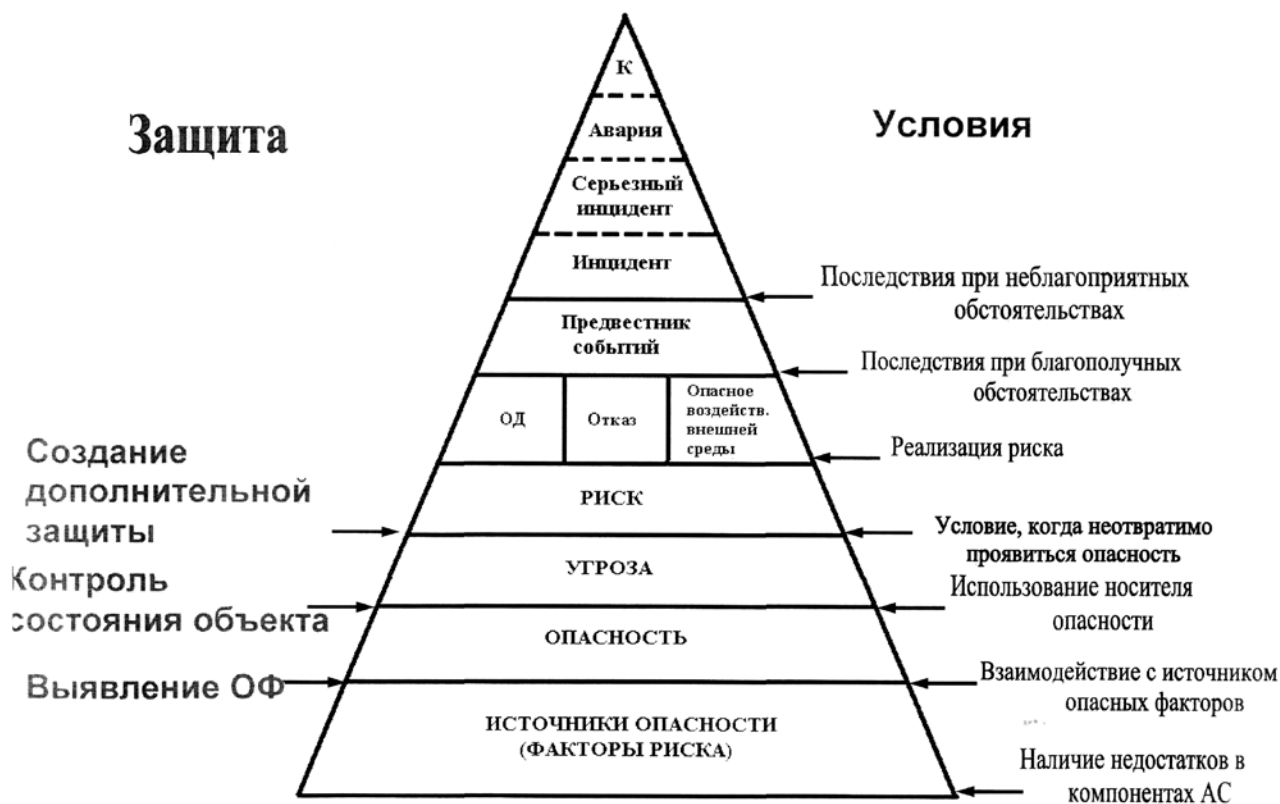 К
Защита
Авария
Условия
Серьезный
инцидент
Инцидент
Последствия при неблагоприятных
обстоятельствах
Предвестник
событий
Последствия при благополучных
обстоятельствах
ОД
Отказ
Опасное
воздейств.
внешней
среды
Реализация риска
Создание
дополнительной
защиты
РИСК
Условие, когда неотвратимо
проявиться опасность
УГРОЗА
Контроль
состояния объекта
Использование носителя
опасности
ОПАСНОСТЬ
Выявление ОФ
Взаимодействие с источником
опасных факторов
ИСТОЧНИКИ ОПАСНОСТИ
(ФАКТОРЫ РИСКА)
Наличие недостатков в
компонентах АС